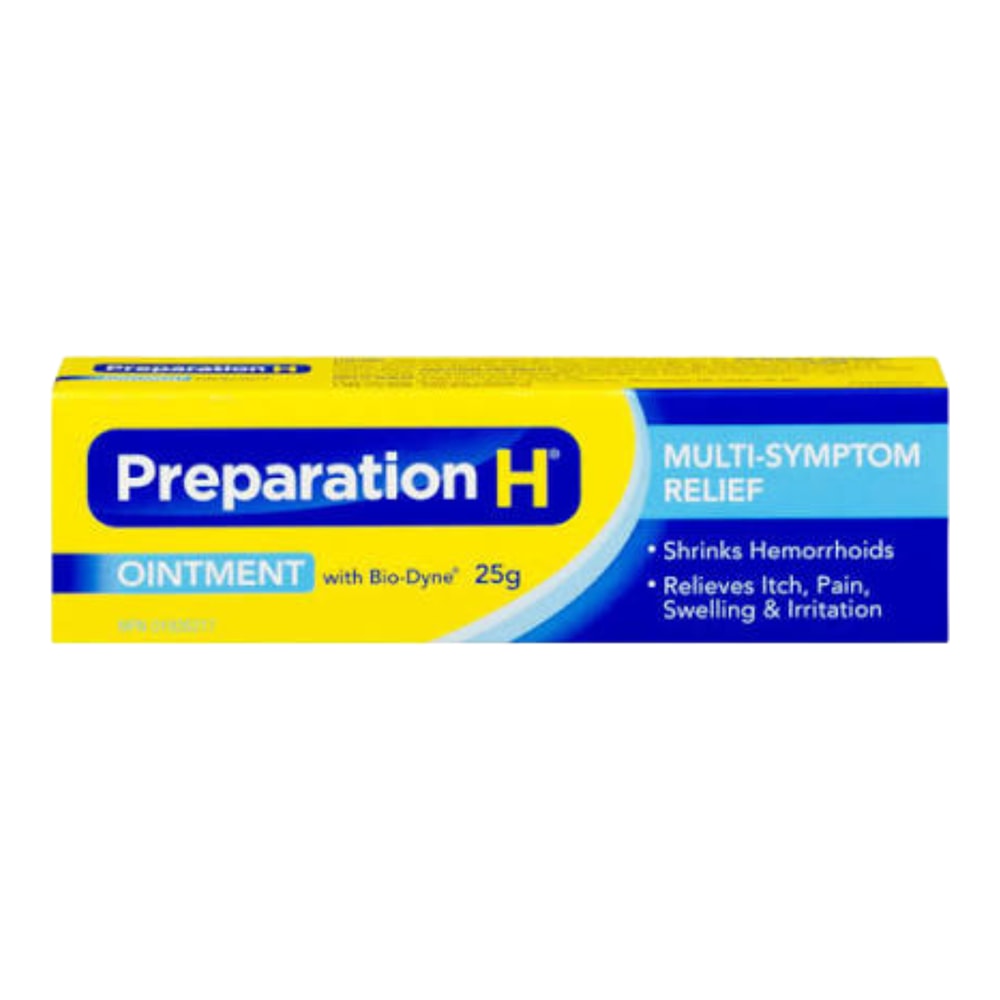 Preparation H
Preparation H®
OINTMENT with Bio-Dyne® 25g
MULTI-SYMPTOM
RELIEF
• Shrinks Hemorrhoids
• Relieves Itch, Pain,
Swelling & Irritation